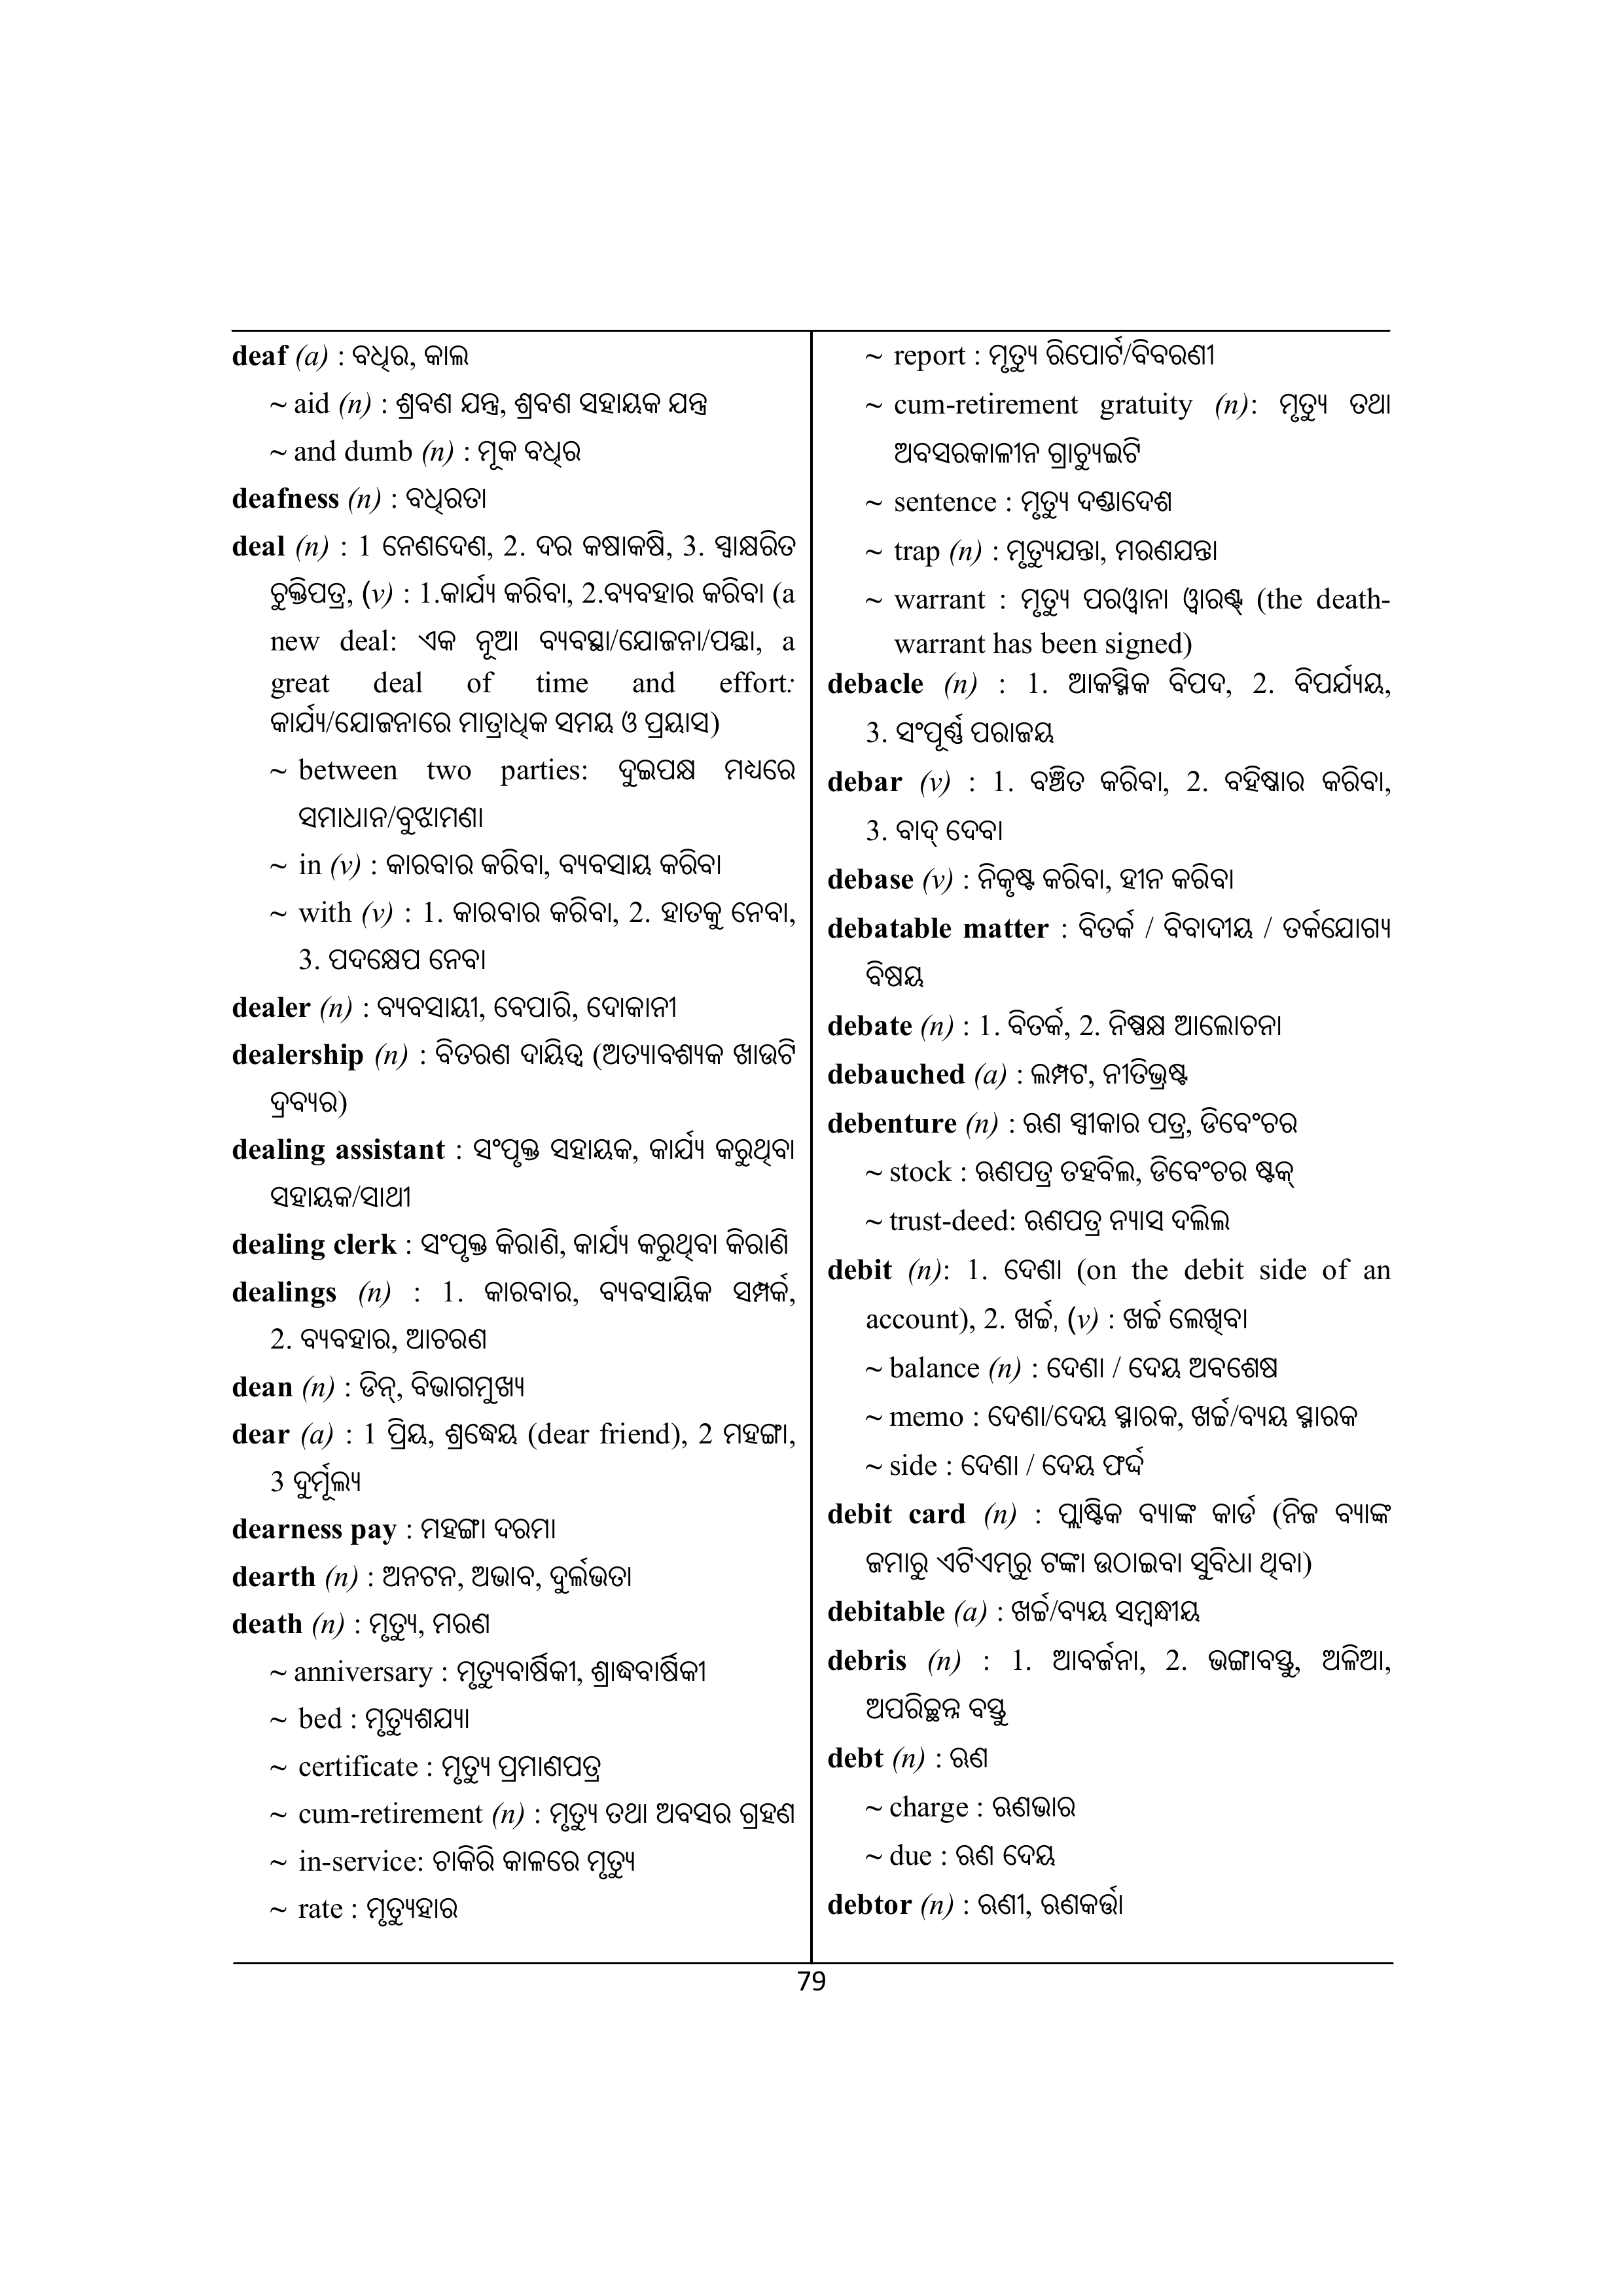 deaf (a) : ବଧିର, କାଲ
~ aid (n) : ଶ୍ରବଣ ଯନ୍ତ୍ର, ଶ୍ରବଣ ସହାୟକ ଯନ୍ତ୍ର
~ and dumb (n) : ମୂକ ବଧିର
deafness (n) : ବଧିରତା
deal (n) : 1 ନେଣଦେଣ, 2. ଦର କଷାକଷି, 3. ସ୍ୱାକ୍ଷରିତ
ଚୁକ୍ତିପତ୍ର, (v) : 1.କାର୍ଯ୍ୟ କରିବା, 2.ବ୍ୟବହାର କରିବା (a
new deal: ଏକ ନୂଆ ବ୍ୟବସ୍ଥା/ଯୋଜନା/ପନ୍ଥା, a
great deal of time and effort:
କାର୍ଯ୍ୟ/ଯୋଜନାରେ ମାତ୍ରାଧିକ ସମୟ ଓ ପ୍ରୟାସ)
~ between two parties: ଦୁଇପକ୍ଷ ମଧ୍ୟରେ
ସମାଧାନ/ବୁଝାମଣା
~ in (v) : କାରବାର କରିବା, ବ୍ୟବସାୟ କରିବା
~ with (v) : 1. କାରବାର କରିବା, 2. ହାତକୁ ନେବା,
3. ପଦକ୍ଷେପ ନେବା
dealer (n) : ବ୍ୟବସାୟୀ, ବେପାରି, ଦୋକାନୀ
dealership (n) : ବିତରଣ ଦାୟିତ୍ୱ (ଅତ୍ୟାବଶ୍ୟକ ଖାଉଟି
ଦ୍ରବ୍ୟର)
dealing assistant : ସଂପୃକ୍ତ ସହାୟକ, କାର୍ଯ୍ୟ କରୁଥିବା
ସହାୟକ/ସାଥୀ
dealing clerk : ସଂପୃକ୍ତ କିରାଣି, କାର୍ଯ୍ୟ କରୁଥିବା କିରାଣି
dealings (n) : 1. କାରବାର, ବ୍ୟବସାୟିକ ସମ୍ପର୍କ,
2. ବ୍ୟବହାର, ଆଚରଣ
dean (n) : ଡିନ୍, ବିଭାଗମୁଖ୍ୟ
dear (a) : 1 ପ୍ରିୟ, ଶ୍ରଦ୍ଧେୟ (dear friend), 2 ମହଙ୍ଗା,
3 ଦୁର୍ମୂଲ୍ୟ
dearness pay : ମହଙ୍ଗା ଦରମା
dearth (n) : ଅନଟନ, ଅଭାବ, ଦୁର୍ଲଭତା
death (n) : ମୃତ୍ୟୁ, ମରଣ
~ anniversary : ମୃତ୍ୟୁବାର୍ଷିକୀ, ଶ୍ରାଦ୍ଧବାର୍ଷିକୀ
~ bed : ମୃତ୍ୟୁଶଯ୍ୟା
~ certificate : ମୃତ୍ୟୁ ପ୍ରମାଣପତ୍ର
~ cum-retirement (n) : ମୃତ୍ୟୁ ତଥା ଅବସର ଗ୍ରହଣ
~ in-service: ଚାକିରି କାଳରେ ମୃତ୍ୟୁ
~ rate : ମୃତ୍ୟୁହାର
~ report : ମୃତ୍ୟୁ ରିପୋର୍ଟ/ବିବରଣୀ
~ cum-retirement gratuity (n): ମୃତ୍ୟୁ ତଥା
ଅବସରକାଳୀନ ଗ୍ରାଚ୍ୟୁଇଟି
~ sentence : ମୃତ୍ୟୁ ଦଣ୍ଡାଦେଶ
~ trap (n) : ମୃତ୍ୟୁଯନ୍ତା, ମରଣଯନ୍ତା
~ warrant : ମୃତ୍ୟୁ ପରୱାନା ୱାରଣ୍ଟ୍ (the death-
warrant has been signed)
debacle (n) : 1. ଆକସ୍ମିକ ବିପଦ, 2. ବିପର୍ଯ୍ୟୟ,
3. ସଂପୂର୍ଣ୍ଣ ପରାଜୟ
debar (v) : 1. ବଞ୍ଚିତ କରିବା, 2. ବହିଷ୍କାର କରିବା,
3. ବାଦ୍ ଦେବା
debase (v) : ନିକୃଷ୍ଟ କରିବା, ହୀନ କରିବା
debatable matter : ବିତର୍କ / ବିବାଦୀୟ / ତର୍କଯୋଗ୍ୟ
ବିଷୟ
debate (n) : 1. ବିତର୍କ, 2. ନିଷ୍ପକ୍ଷ ଆଲୋଚନା
debauched (a) : ଲମ୍ପଟ, ନୀତିଭ୍ରଷ୍ଟ
debenture (n) : ଋଣ ସ୍ୱୀକାର ପତ୍ର, ଡିବେଂଚର
~ stock : ଋଣପତ୍ର ତହବିଲ, ଡିବେଂଚର ଷ୍ଟକ୍
~ trust-deed: ଋଣପତ୍ର ନ୍ୟାସ ଦଲିଲ
debit (n): 1. ଦେଣା (on the debit side of an
account), 2. ଖର୍ଚ୍ଚ, (v) : ଖର୍ଚ୍ଚ ଲେଖିବା
~ balance (n) : ଦେଣା / ଦେୟ ଅବଶେଷ
~ memo : ଦେଣା/ଦେୟ ସ୍ମାରକ, ଖର୍ଚ୍ଚ/ବ୍ୟୟ ସ୍ମାରକ
~ side : ଦେଣା / ଦେୟ ଫର୍ଦ୍ଦ
debit card (n) : ପ୍ଲାଷ୍ଟିକ ବ୍ୟାଙ୍କ କାର୍ଡ (ନିଜ ବ୍ୟାଙ୍କ
ଜମାରୁ ଏଟିଏମ୍‌ରୁ ଟଙ୍କା ଉଠାଇବା ସୁବିଧା ଥିବା)
debitable (a) : ଖର୍ଚ୍ଚ/ବ୍ୟୟ ସମ୍ବନ୍ଧୀୟ
debris (n) : 1. ଆବର୍ଜନା, 2. ଭଙ୍ଗାବସ୍ତୁ, ଅଳିଆ,
ଅପରିଚ୍ଛନ୍ନ ବସ୍ତୁ
debt (n) : ଋଣ
~ charge : ଋଣଭାର
~ due : ଋଣ ଦେୟ
debtor (n) : ଋଣୀ, ଋଣକର୍ତ୍ତା
79